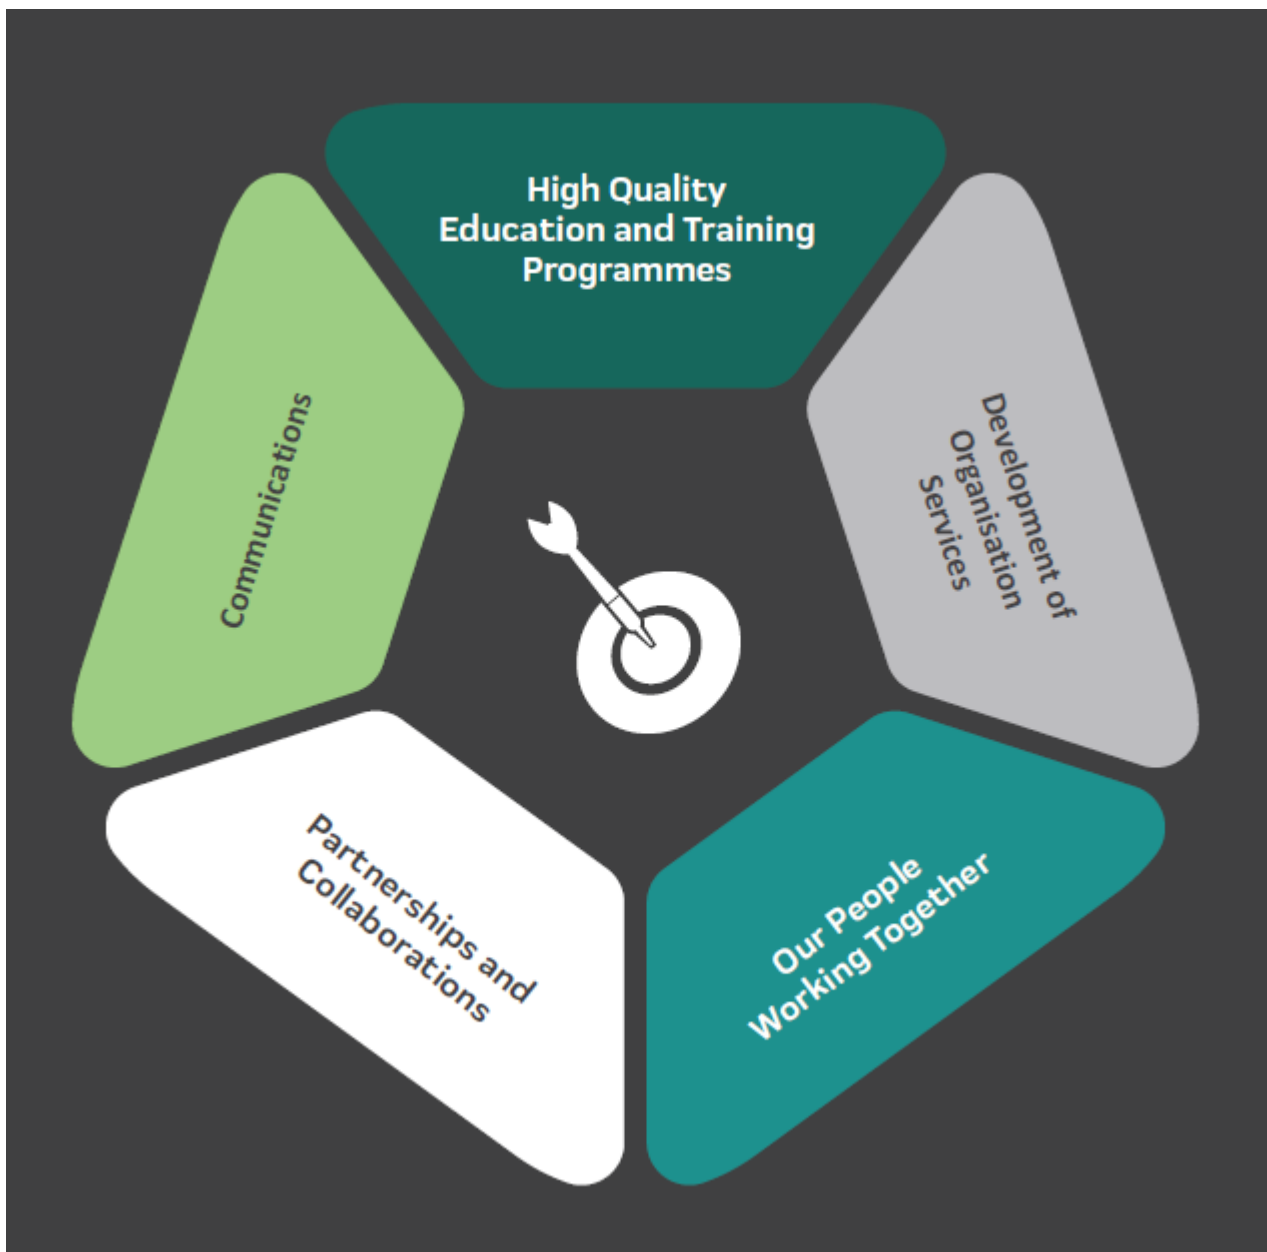 High Quality
Education and Training
Programmes
Development of
Organisation
Services
Our People
Working Together
Partnerships and
Collaborations
Communications